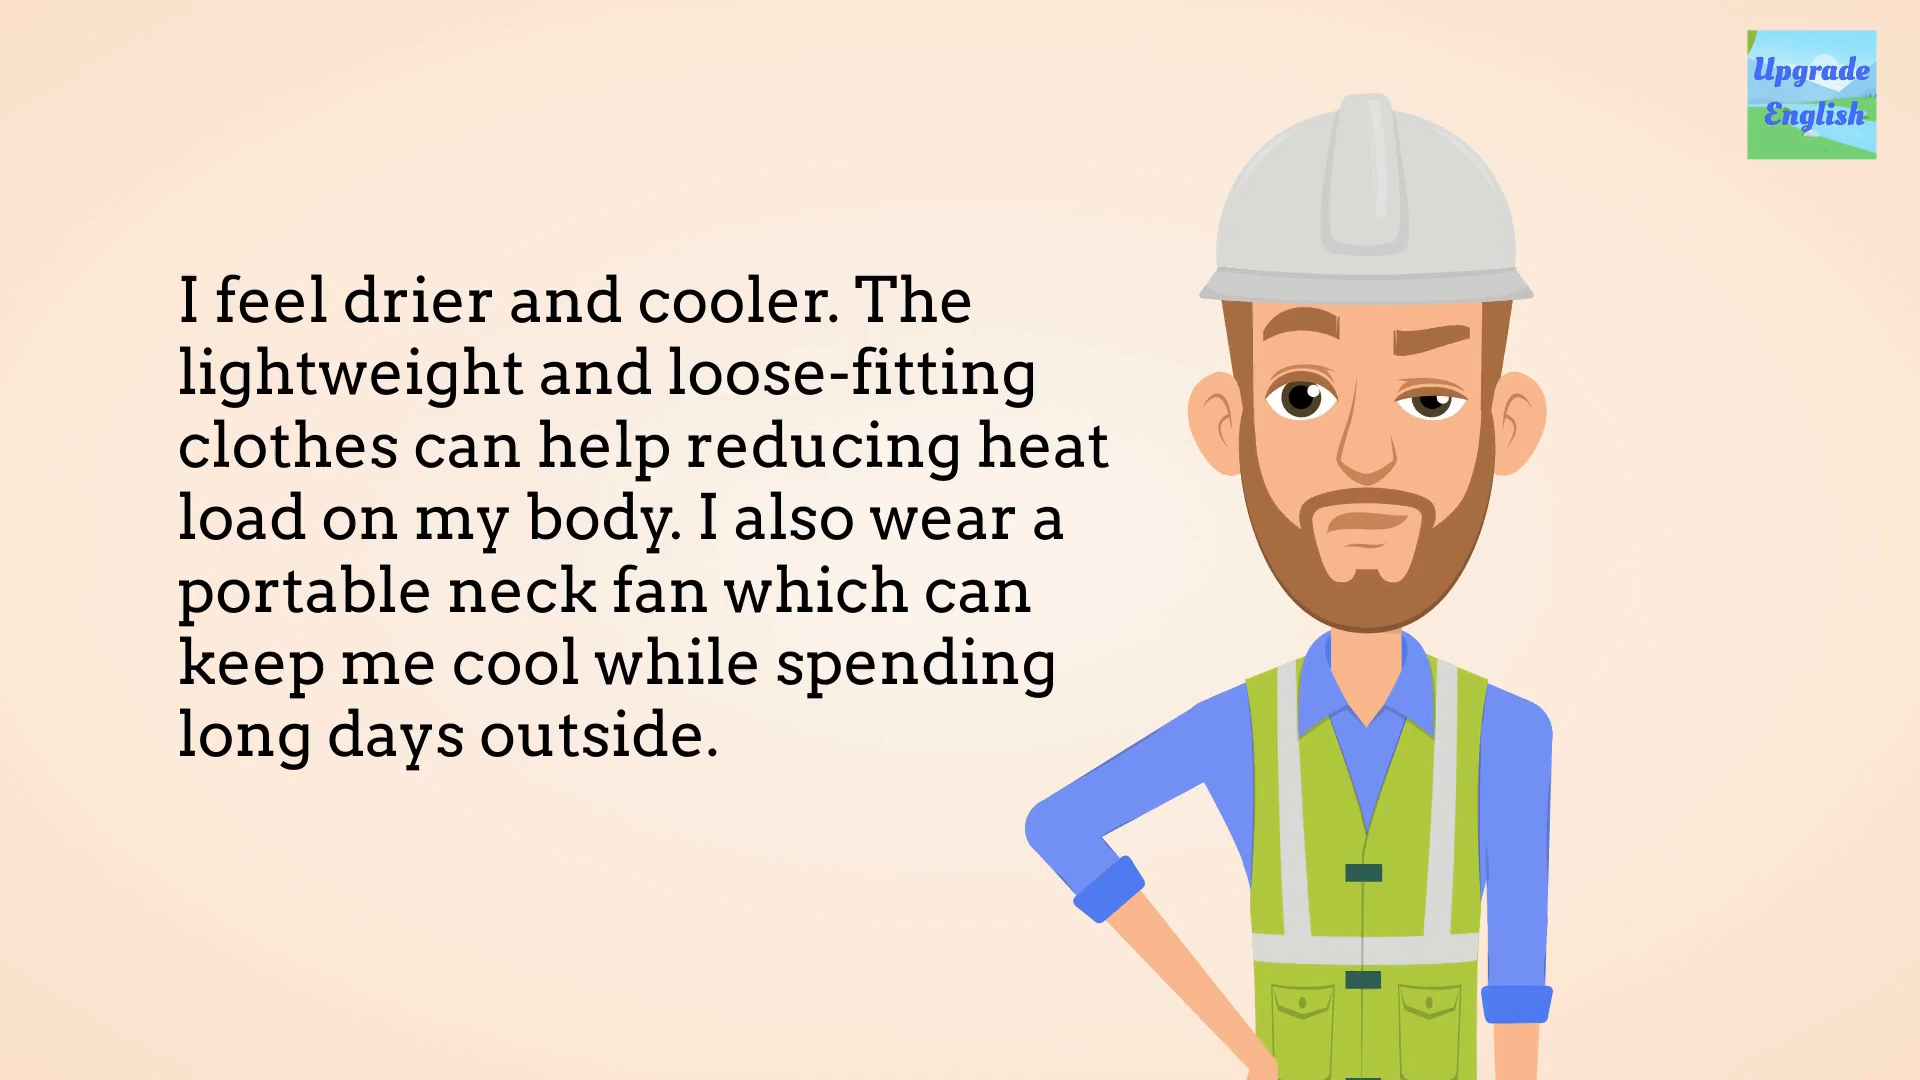 Upgrade
English
I feel drier and cooler. The
lightweight and loose-fitting
clothes can help reducing heat
load on my body. I also wear a
portable neck fan which can
keep me cool while spending
long days outside.